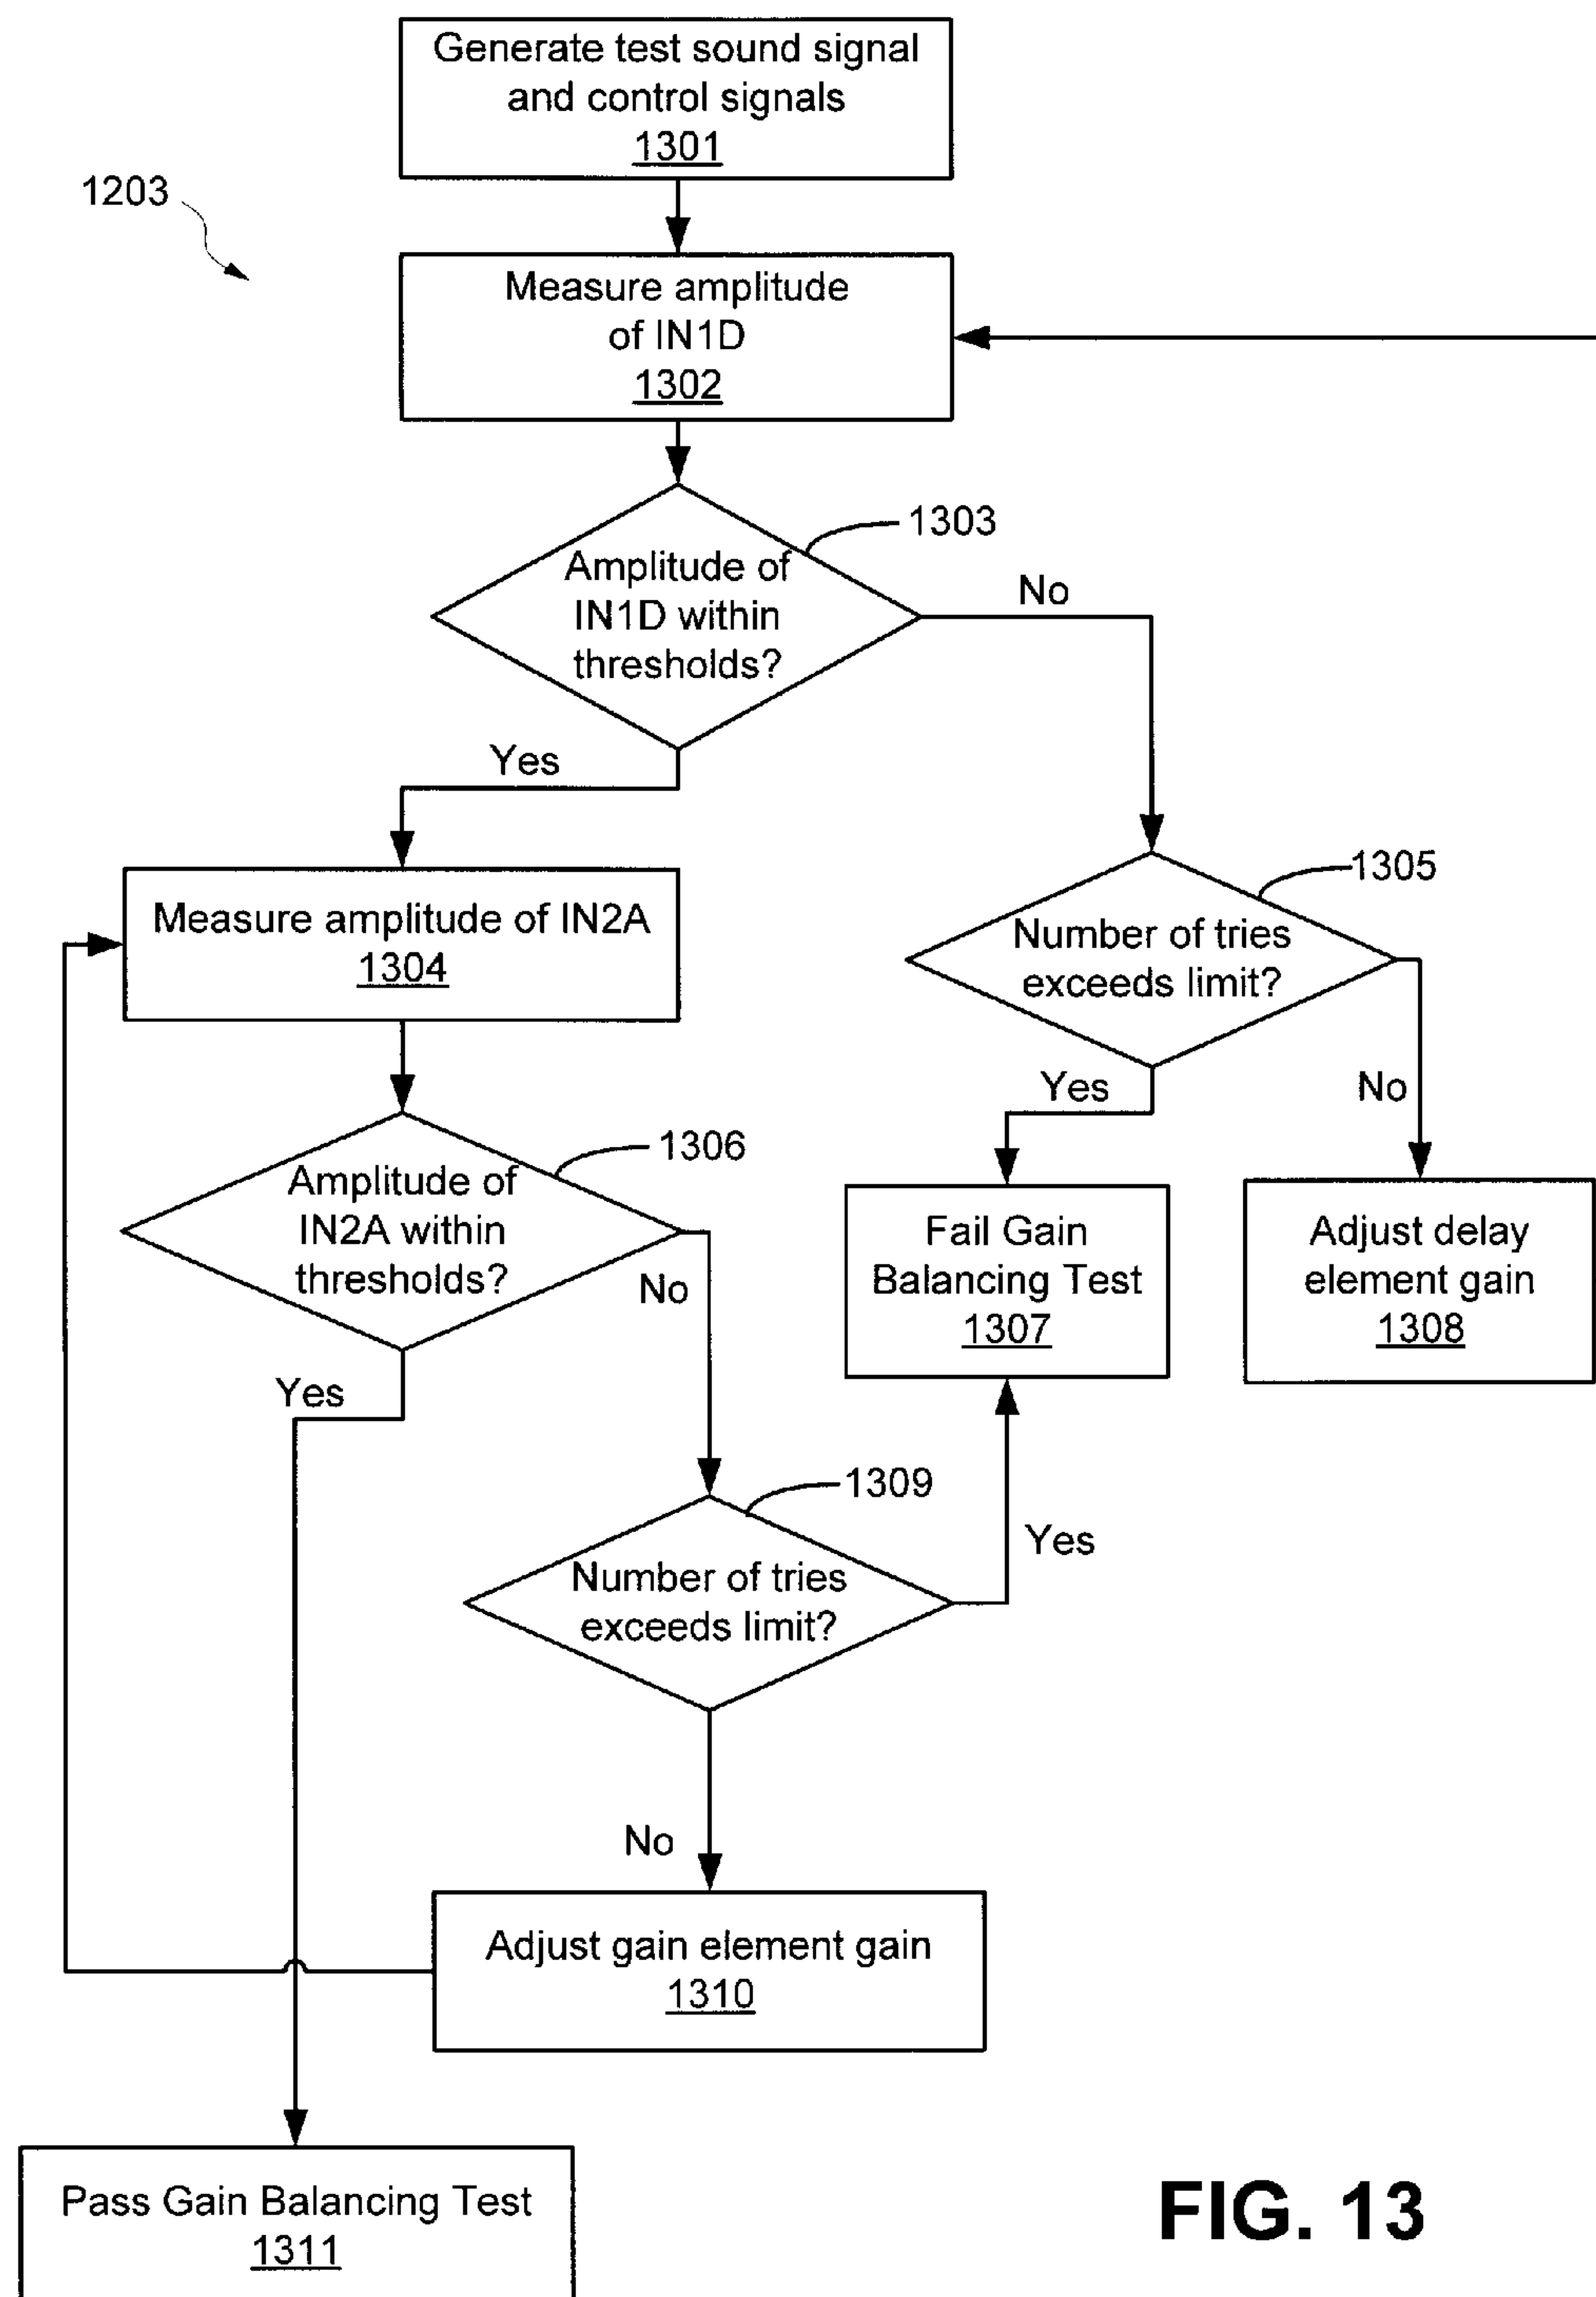 Generate test sound signal
and control signals
1301
1203
Measure amplitude
of IN1D
1302
1303
Amplitude of
IN1D within
thresholds?
No
Yes
1305
Measure amplitude of IN2A
1304
Number of tries
exceeds limit?
Yes
No
1306
Amplitude of
IN2A within
thresholds?
No
Fail Gain
Balancing Test
1307
Adjust delay
element gain
1308
Yes
1309
Number of tries
exceeds limit?
Yes
No
Adjust gain element gain
1310
Pass Gain Balancing Test
1311
FIG. 13